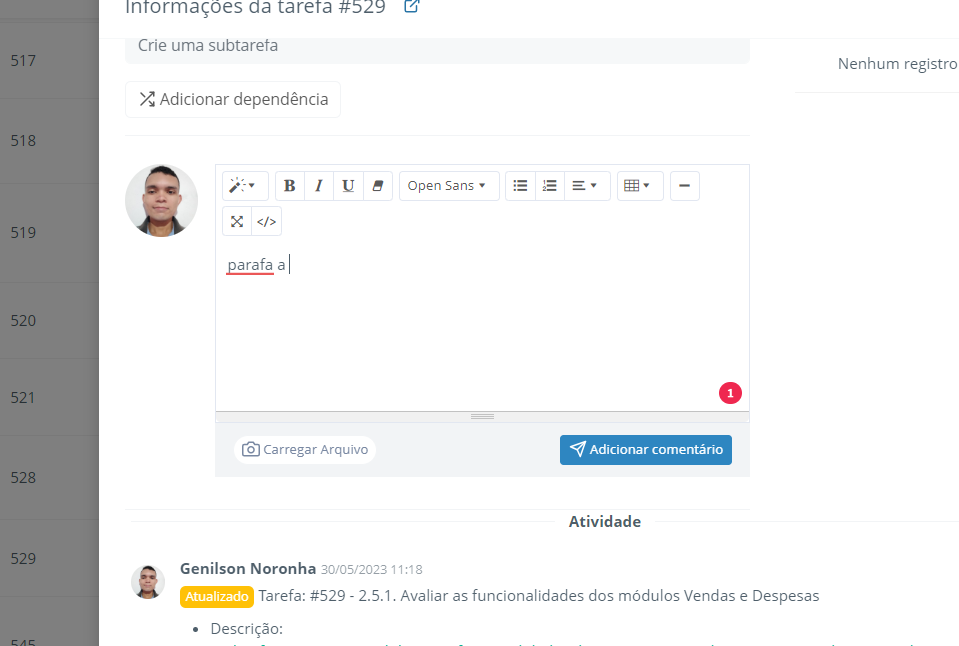 Informações da tarefa #529
517
518
519
520
521
528
529
545
Crie uma subtarefa
Nenhum registro
Adicionar dependência
B I U Open Sans
</>
parafa a
1
Carregar Arquivo
Adicionar comentário
Atividade
Genilson Noronha 30/05/2023 11:18
Atualizado Tarefa: #529 - 2.5.1. Avaliar as funcionalidades dos módulos Vendas e Despesas
• Descrição: